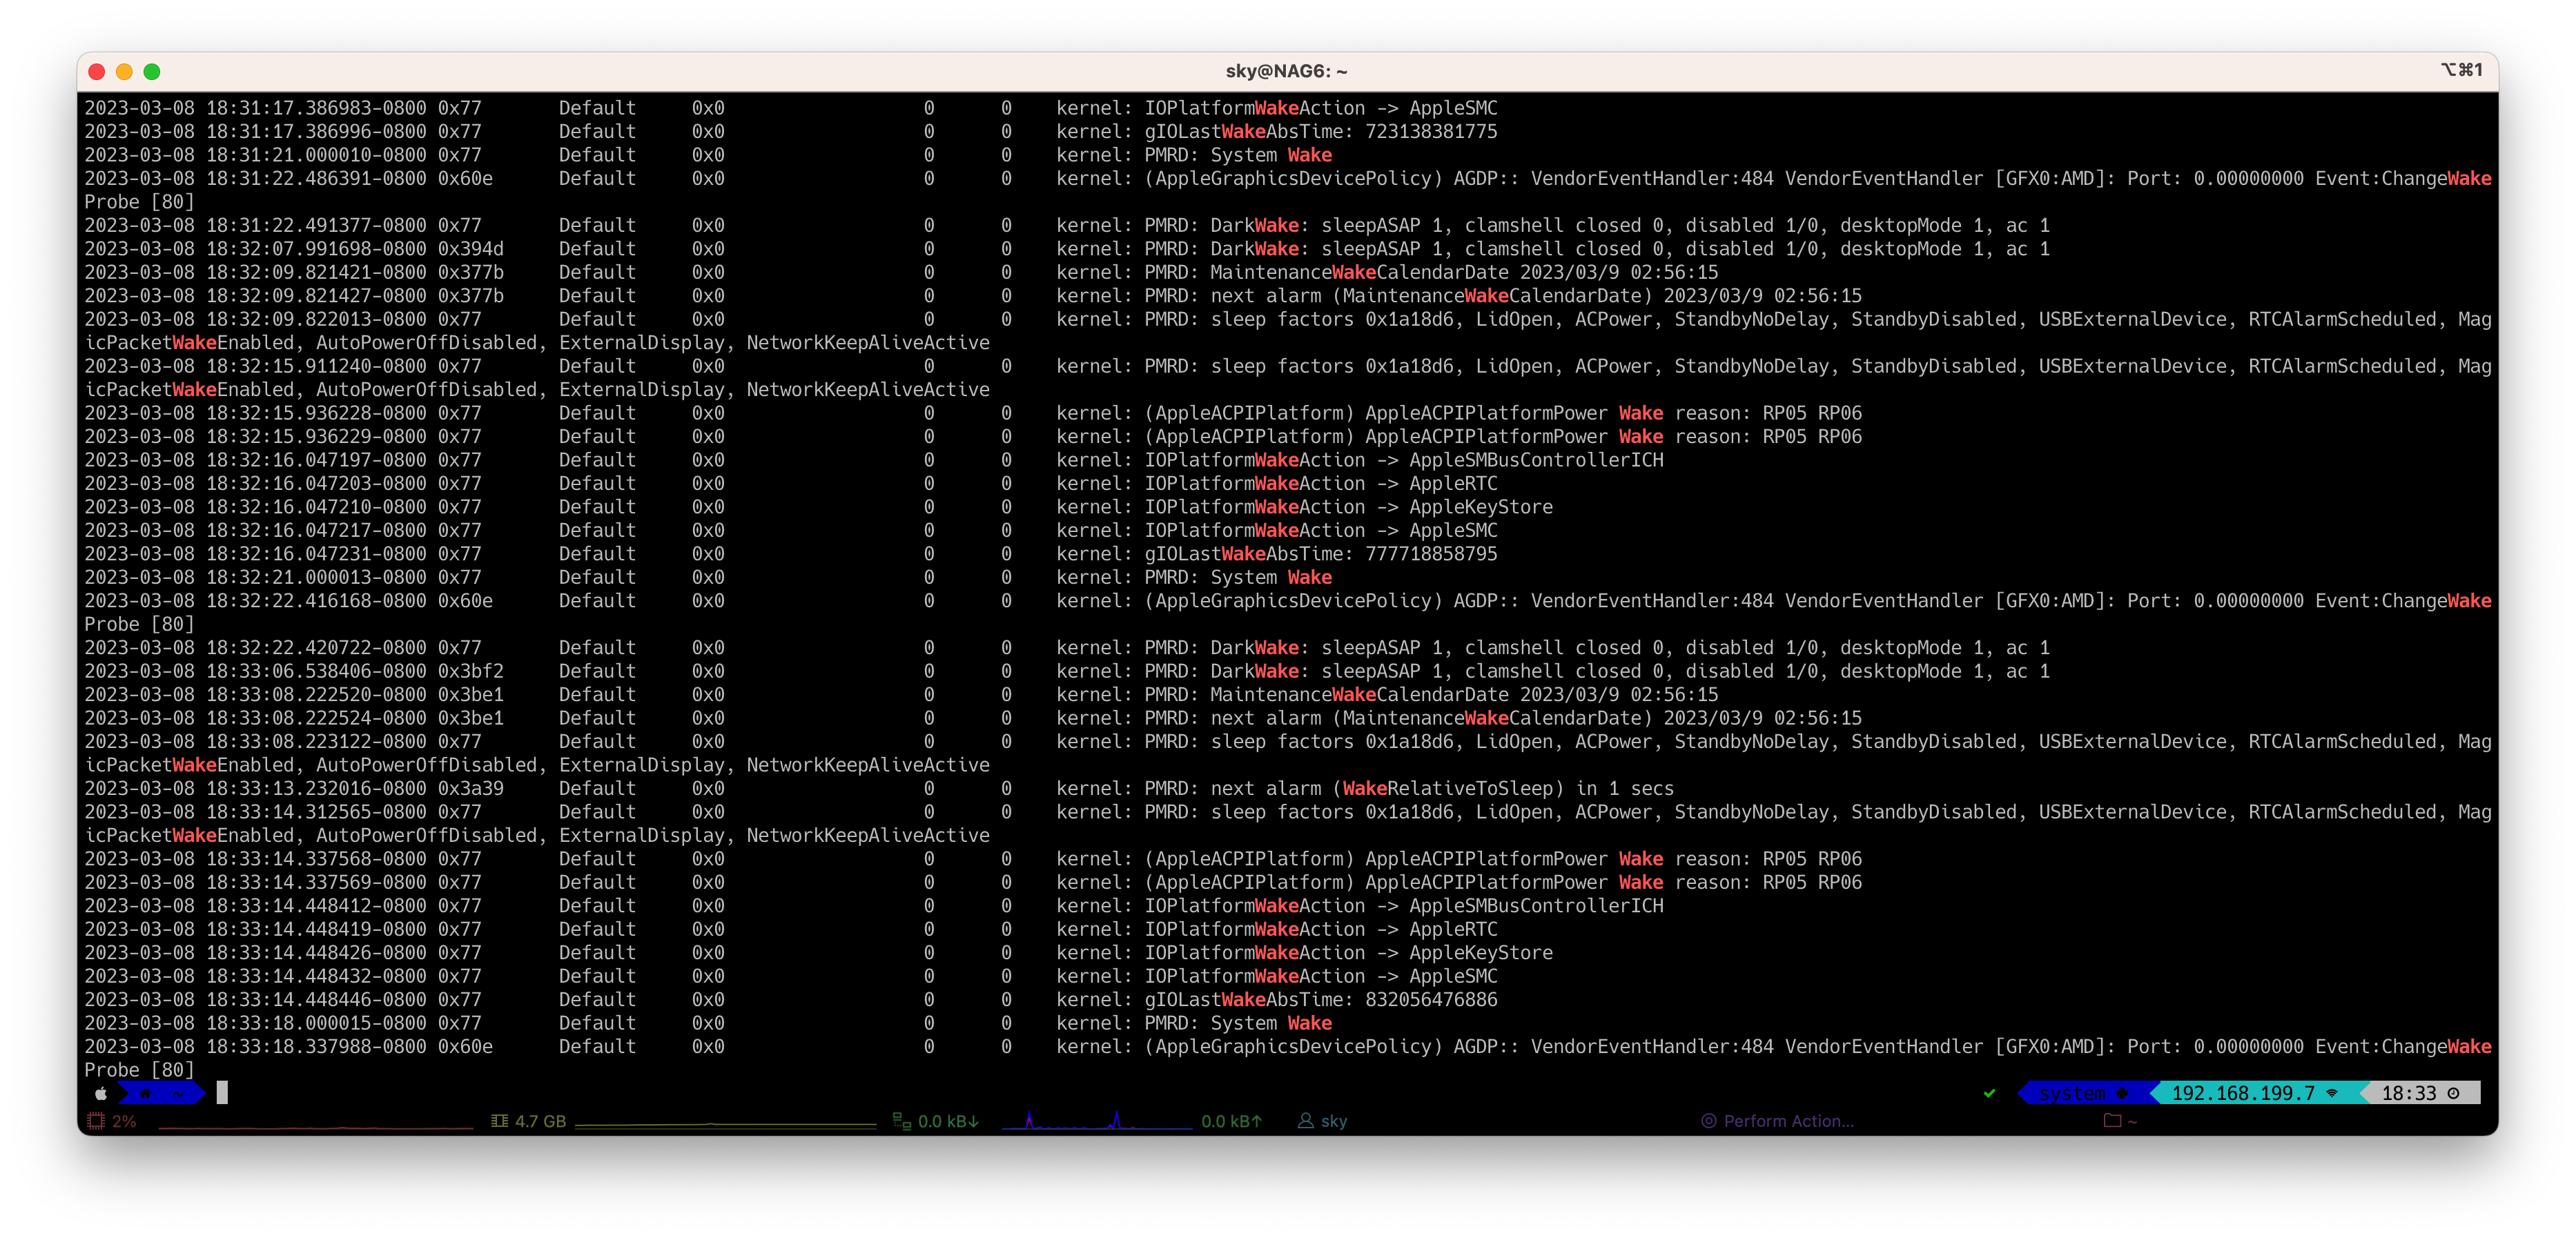 sky@NAG6: ~
⌥⌘1
2023-03-08 18:31:17.386983-0800 0x77 Default 0x0 0 0 kernel: IOPlatformWakeAction -> AppleSMC
2023-03-08 18:31:17.386996-0800 0x77 Default 0x0 0 0 kernel: gIOLastWakeAbsTime: 723138381775
2023-03-08 18:31:21.000010-0800 0x77 Default 0x0 0 0 kernel: PMRD: System Wake
2023-03-08 18:31:22.486391-0800 0x60e Default 0x0 0 0 kernel: (AppleGraphicsDevicePolicy) AGDP:: VendorEventHandler:484 VendorEventHandler [GFX0:AMD]: Port: 0.00000000 Event:ChangeWake
Probe [80]
2023-03-08 18:31:22.491377-0800 0x77 Default 0x0 0 0 kernel: PMRD: DarkWake: sleepASAP 1, clamshell closed 0, disabled 1/0, desktopMode 1, ac 1
2023-03-08 18:32:07.991698-0800 0x394d Default 0x0 0 0 kernel: PMRD: DarkWake: sleepASAP 1, clamshell closed 0, disabled 1/0, desktopMode 1, ac 1
2023-03-08 18:32:09.821421-0800 0x377b Default 0x0 0 0 kernel: PMRD: MaintenanceWakeCalendarDate 2023/03/9 02:56:15
2023-03-08 18:32:09.821427-0800 0x377b Default 0x0 0 0 kernel: PMRD: next alarm (MaintenanceWakeCalendarDate) 2023/03/9 02:56:15
2023-03-08 18:32:09.822013-0800 0x77 Default 0x0 0 0 kernel: PMRD: sleep factors 0x1a18d6, LidOpen, ACPower, StandbyNoDelay, StandbyDisabled, USBExternalDevice, RTCAlarmScheduled, Mag
icPacketWakeEnabled, AutoPowerOffDisabled, ExternalDisplay, NetworkKeepAliveActive
2023-03-08 18:32:15.911240-0800 0x77 Default 0x0 0 0 kernel: PMRD: sleep factors 0x1a18d6, LidOpen, ACPower, StandbyNoDelay, StandbyDisabled, USBExternalDevice, RTCAlarmScheduled, Mag
icPacketWakeEnabled, AutoPowerOffDisabled, ExternalDisplay, NetworkKeepAliveActive
2023-03-08 18:32:15.936228-0800 0x77 Default 0x0 0 0 kernel: (AppleACPIPlatform) AppleACPIPlatformPower Wake reason: RP05 RP06
2023-03-08 18:32:15.936229-0800 0x77 Default 0x0 0 0 kernel: (AppleACPIPlatform) AppleACPIPlatformPower Wake reason: RP05 RP06
2023-03-08 18:32:16.047197-0800 0x77 Default 0x0 0 0 kernel: IOPlatformWakeAction -> AppleSMBusControllerICH
2023-03-08 18:32:16.047203-0800 0x77 Default 0x0 0 0 kernel: IOPlatformWakeAction -> AppleRTC
2023-03-08 18:32:16.047210-0800 0x77 Default 0x0 0 0 kernel: IOPlatformWakeAction -> AppleKeyStore
2023-03-08 18:32:16.047217-0800 0x77 Default 0x0 0 0 kernel: IOPlatformWakeAction -> AppleSMC
2023-03-08 18:32:16.047231-0800 0x77 Default 0x0 0 0 kernel: gIOLastWakeAbsTime: 777718858795
2023-03-08 18:32:21.000013-0800 0x77 Default 0x0 0 0 kernel: PMRD: System Wake
2023-03-08 18:32:22.416168-0800 0x60e Default 0x0 0 0 kernel: (AppleGraphicsDevicePolicy) AGDP:: VendorEventHandler:484 VendorEventHandler [GFX0:AMD]: Port: 0.00000000 Event:ChangeWake
Probe [80]
2023-03-08 18:32:22.420722-0800 0x77 Default 0x0 0 0 kernel: PMRD: DarkWake: sleepASAP 1, clamshell closed 0, disabled 1/0, desktopMode 1, ac 1
2023-03-08 18:33:06.538406-0800 0x3bf2 Default 0x0 0 0 kernel: PMRD: DarkWake: sleepASAP 1, clamshell closed 0, disabled 1/0, desktopMode 1, ac 1
2023-03-08 18:33:08.222520-0800 0x3be1 Default 0x0 0 0 kernel: PMRD: MaintenanceWakeCalendarDate 2023/03/9 02:56:15
2023-03-08 18:33:08.222524-0800 0x3be1 Default 0x0 0 0 kernel: PMRD: next alarm (MaintenanceWakeCalendarDate) 2023/03/9 02:56:15
2023-03-08 18:33:08.223122-0800 0x77 Default 0x0 0 0 kernel: PMRD: sleep factors 0x1a18d6, LidOpen, ACPower, StandbyNoDelay, StandbyDisabled, USBExternalDevice, RTCAlarmScheduled, Mag
icPacketWakeEnabled, AutoPowerOffDisabled, ExternalDisplay, NetworkKeepAliveActive
2023-03-08 18:33:13.232016-0800 0x3a39 Default 0x0 0 0 kernel: PMRD: next alarm (WakeRelativeToSleep) in 1 secs
2023-03-08 18:33:14.312565-0800 0x77 Default 0x0 0 0 kernel: PMRD: sleep factors 0x1a18d6, LidOpen, ACPower, StandbyNoDelay, StandbyDisabled, USBExternalDevice, RTCAlarmScheduled, Mag
icPacketWakeEnabled, AutoPowerOffDisabled, ExternalDisplay, NetworkKeepAliveActive
2023-03-08 18:33:14.337568-0800 0x77 Default 0x0 0 0 kernel: (AppleACPIPlatform) AppleACPIPlatformPower Wake reason: RP05 RP06
2023-03-08 18:33:14.337569-0800 0x77 Default 0x0 0 0 kernel: (AppleACPIPlatform) AppleACPIPlatformPower Wake reason: RP05 RP06
2023-03-08 18:33:14.448412-0800 0x77 Default 0x0 0 0 kernel: IOPlatformWakeAction -> AppleSMBusControllerICH
2023-03-08 18:33:14.448419-0800 0x77 Default 0x0 0 0 kernel: IOPlatformWakeAction -> AppleRTC
2023-03-08 18:33:14.448426-0800 0x77 Default 0x0 0 0 kernel: IOPlatformWakeAction -> AppleKeyStore
2023-03-08 18:33:14.448432-0800 0x77 Default 0x0 0 0 kernel: IOPlatformWakeAction -> AppleSMC
2023-03-08 18:33:14.448446-0800 0x77 Default 0x0 0 0 kernel: gIOLastWakeAbsTime: 832056476886
2023-03-08 18:33:18.000015-0800 0x77 Default 0x0 0 0 kernel: PMRD: System Wake
2023-03-08 18:33:18.337988-0800 0x60e Default 0x0 0 0 kernel: (AppleGraphicsDevicePolicy) AGDP:: VendorEventHandler:484 VendorEventHandler [GFX0:AMD]: Port: 0.00000000 Event:ChangeWake
Probe [80]
~ system 192.168.199.7 18:33
2% 4.7 GB 0.0 kB↓ 0.0 kB↑ sky Perform Action... ~